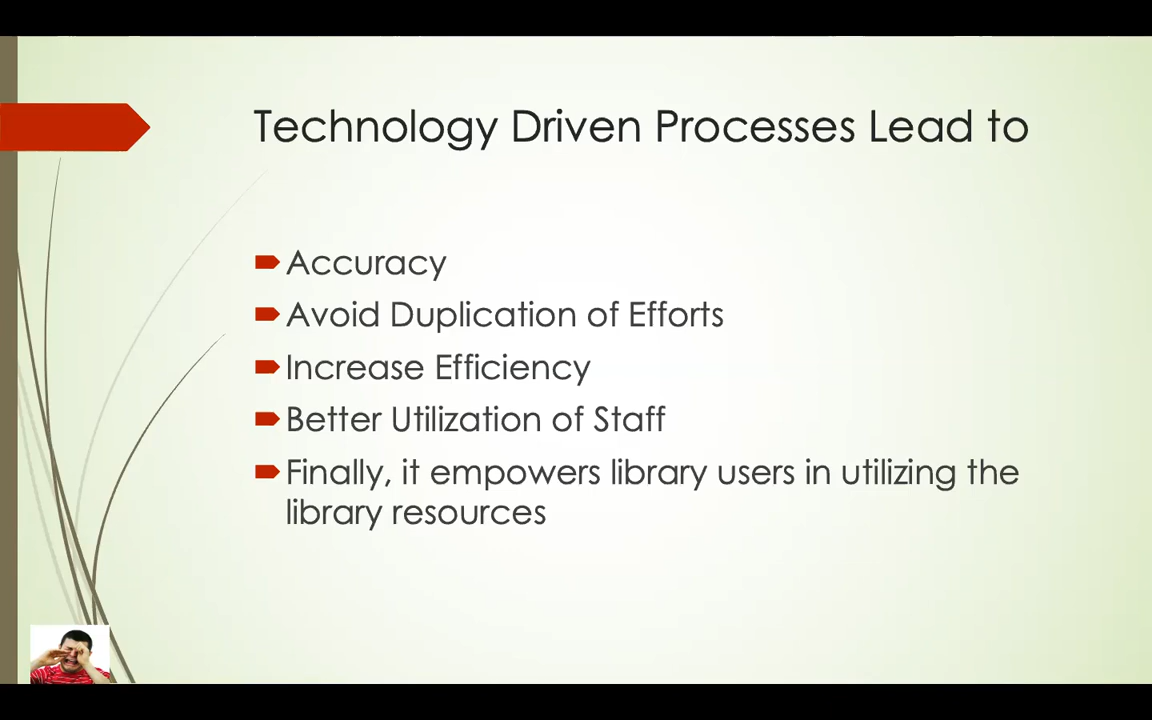 Technology Driven Processes Lead to
Accuracy
Avoid Duplication of Efforts
Increase Efficiency
Better Utilization of Staff
Finally, it empowers library users in utilizing the
library resources